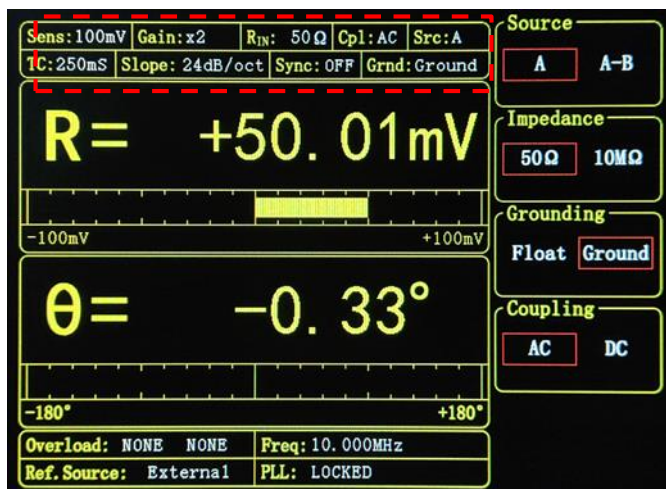 Sens:100mV Gain:x2 RIN: 50Ω Cpl:AC Src:A
TC:250mS Slope: 24dB/oct Sync: OFF Grnd:Ground
R= +50.01mV
-100mV +100mV
θ= -0.33°
-180° +180°
Overload: NONE NONE Freq: 10.000MHz
Ref.Source: External PLL: LOCKED
Source
A A-B
Impedance
50Ω 10MΩ
Grounding
Float Ground
Coupling
AC DC